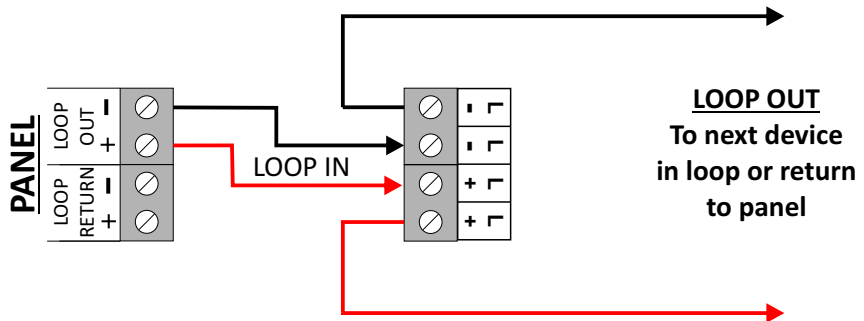 PANEL
LOOP
OUT
- +
LOOP
RETURN
- +
LOOP IN
- L
- L
+ L
+ L
LOOP OUT
To next device
in loop or return
to panel